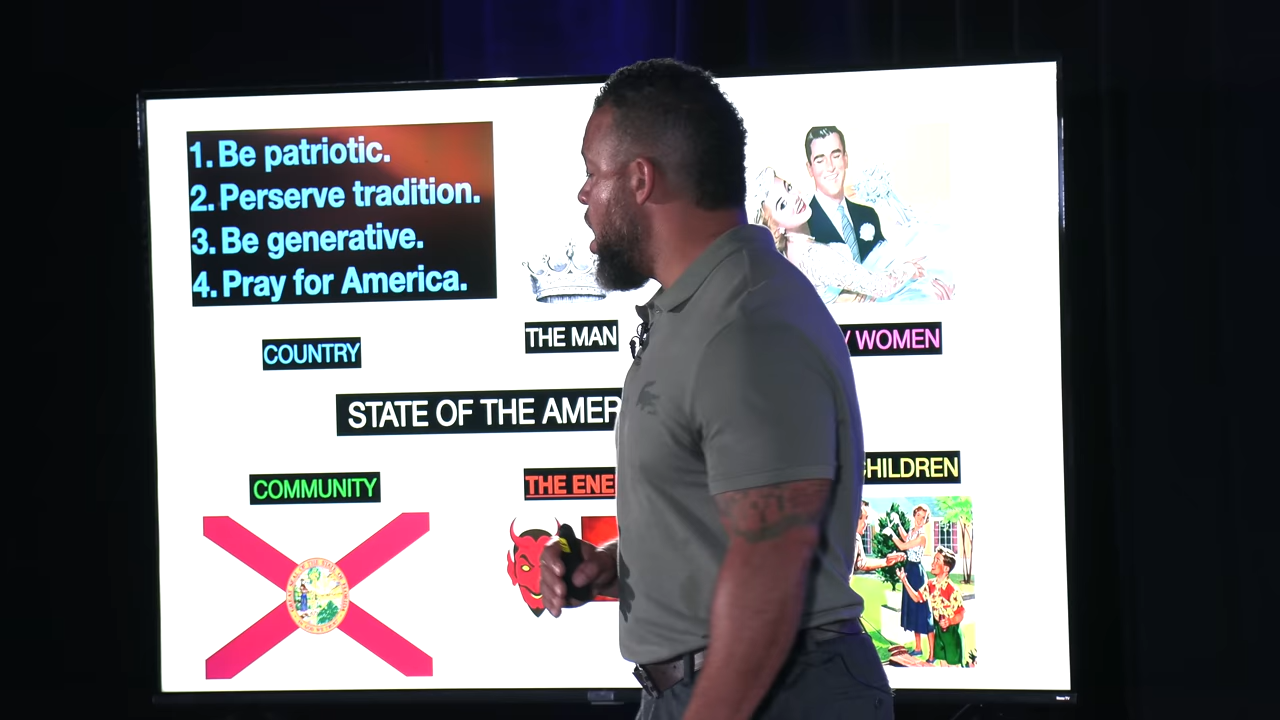 1. Be patriotic.
2. Perserve tradition.
3. Be generative.
4. Pray for America.
COUNTRY
THE MAN
WOMEN
STATE OF THE AMER
COMMUNITY
THE ENE
CHILDREN